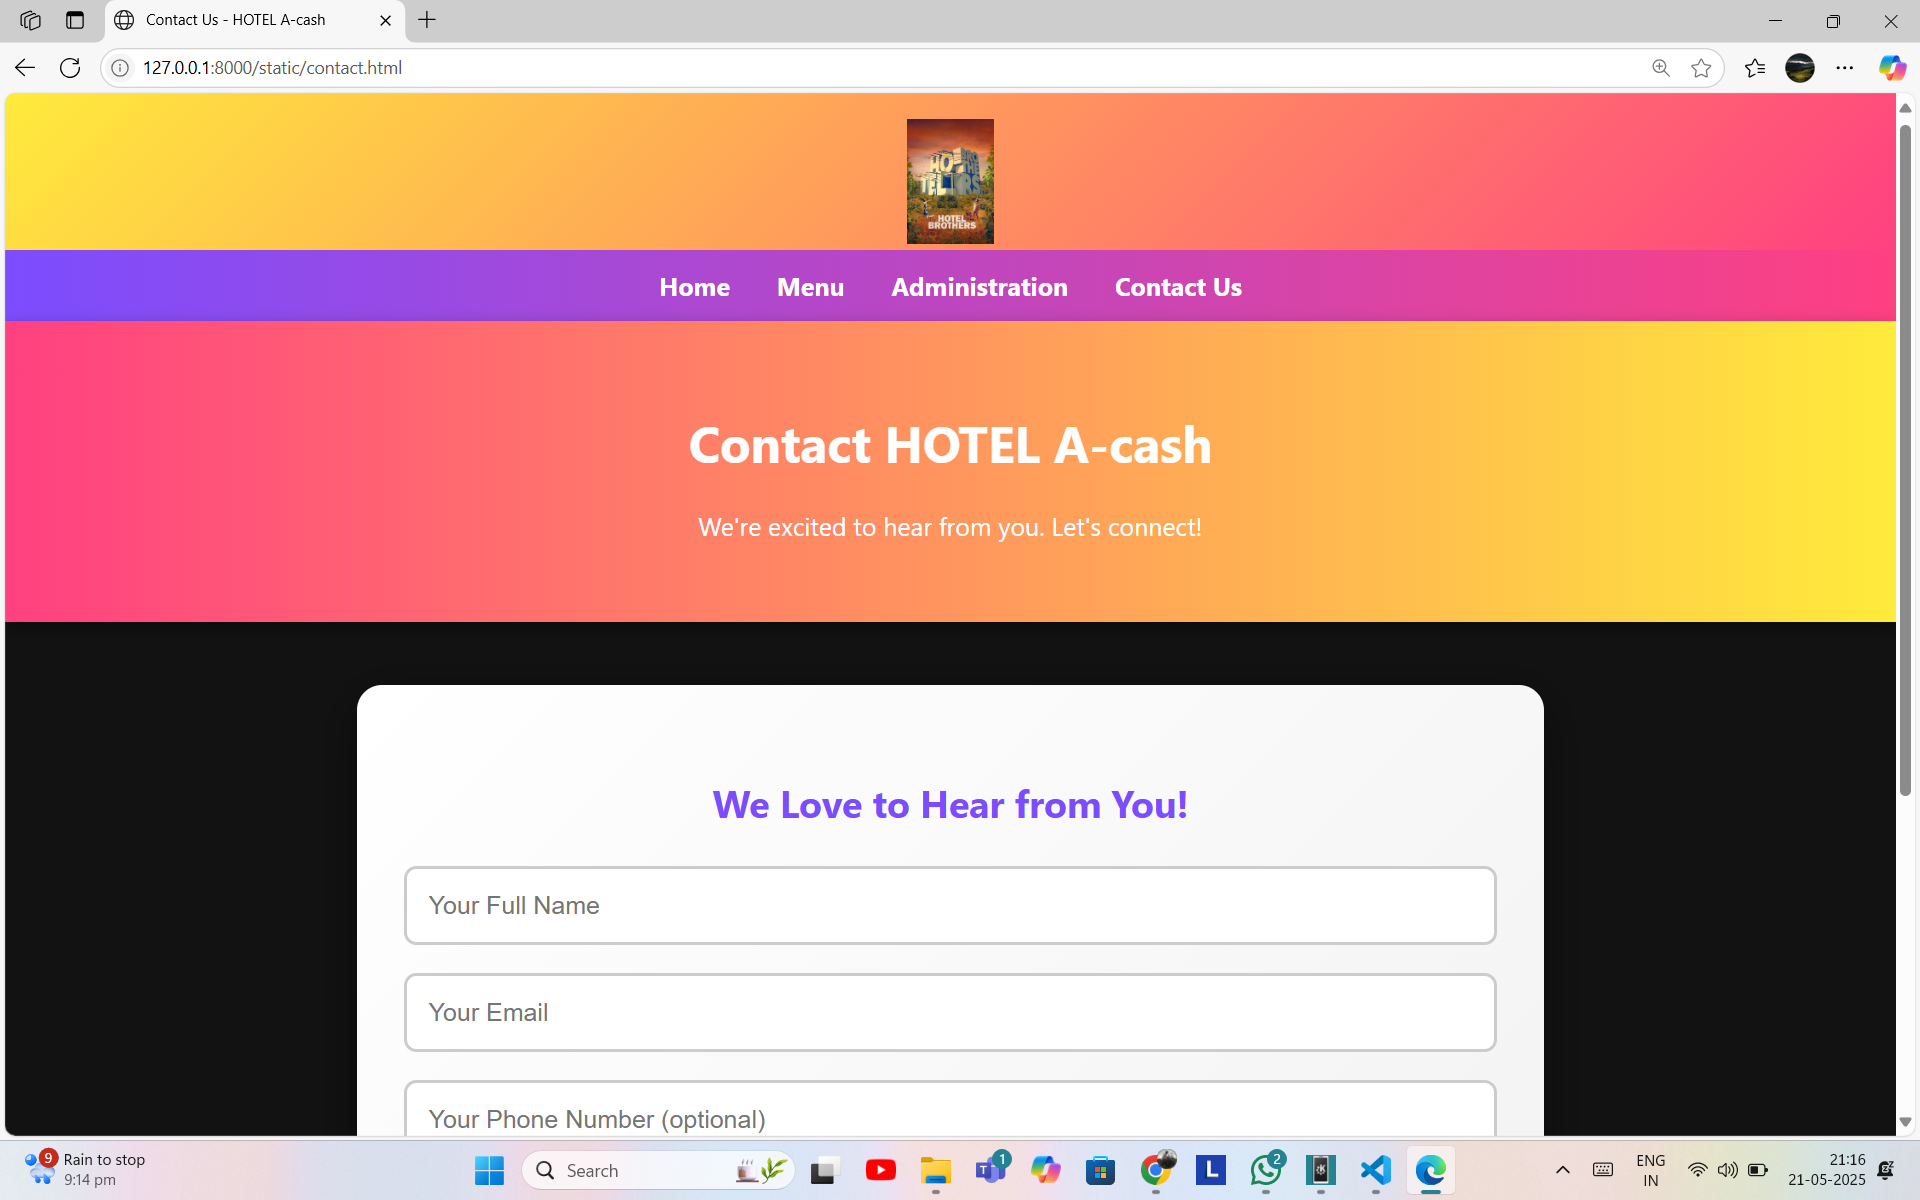 Contact Us - HOTEL A-cash
127.0.0.1:8000/static/contact.html
HO
TEL RS
HOTEL
BROTHERS
Home Menu Administration Contact Us
Contact HOTEL A-cash
We're excited to hear from you. Let's connect!
We Love to Hear from You!
Your Full Name
Your Email
Your Phone Number (optional)
9
Rain to stop
9:14 pm
Search
T 1
L
2
K
ENG
IN
21:16
21-05-2025